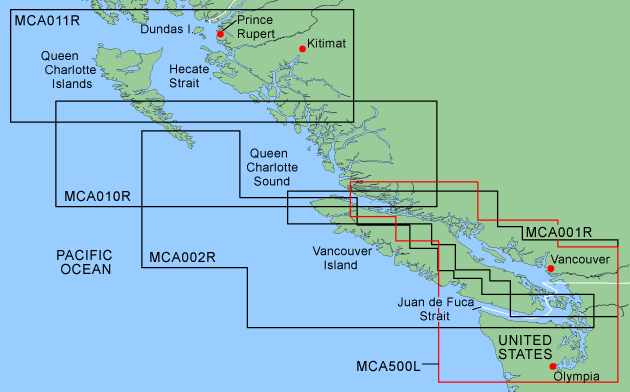 MCA011R
Prince
Rupert
Dundas I.
Kitimat
Queen
Charlotte
Islands
Hecate
Strait
Queen
Charlotte
Sound
MCA010R
MCA001R
PACIFIC
OCEAN
MCA002R
Vancouver
Island
Vancouver
Juan de Fuca
Strait
UNITED
STATES
MCA500L
Olympia